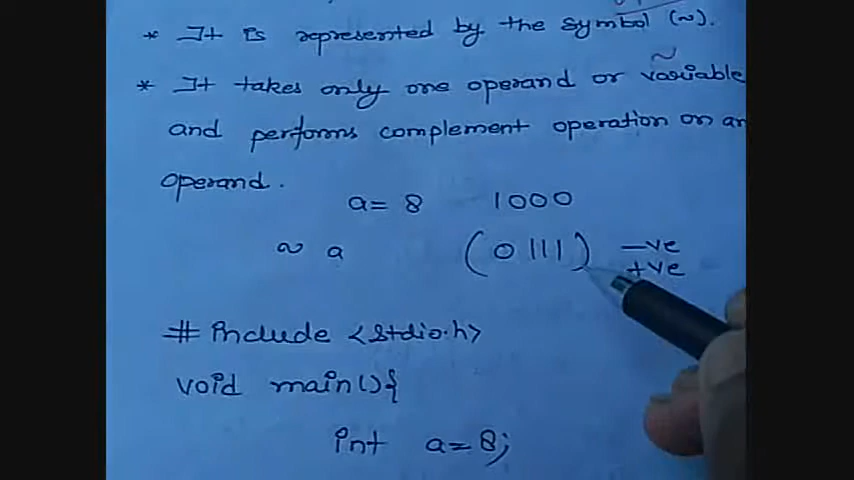 * It is represented by the symbol (~).
~
* It takes only one operand or variable
and performs complement operation on an
operand.
a= 8 1000
~ a (0111) -ve
+ve
# include <stdio.h>
void main(){
int a=8;